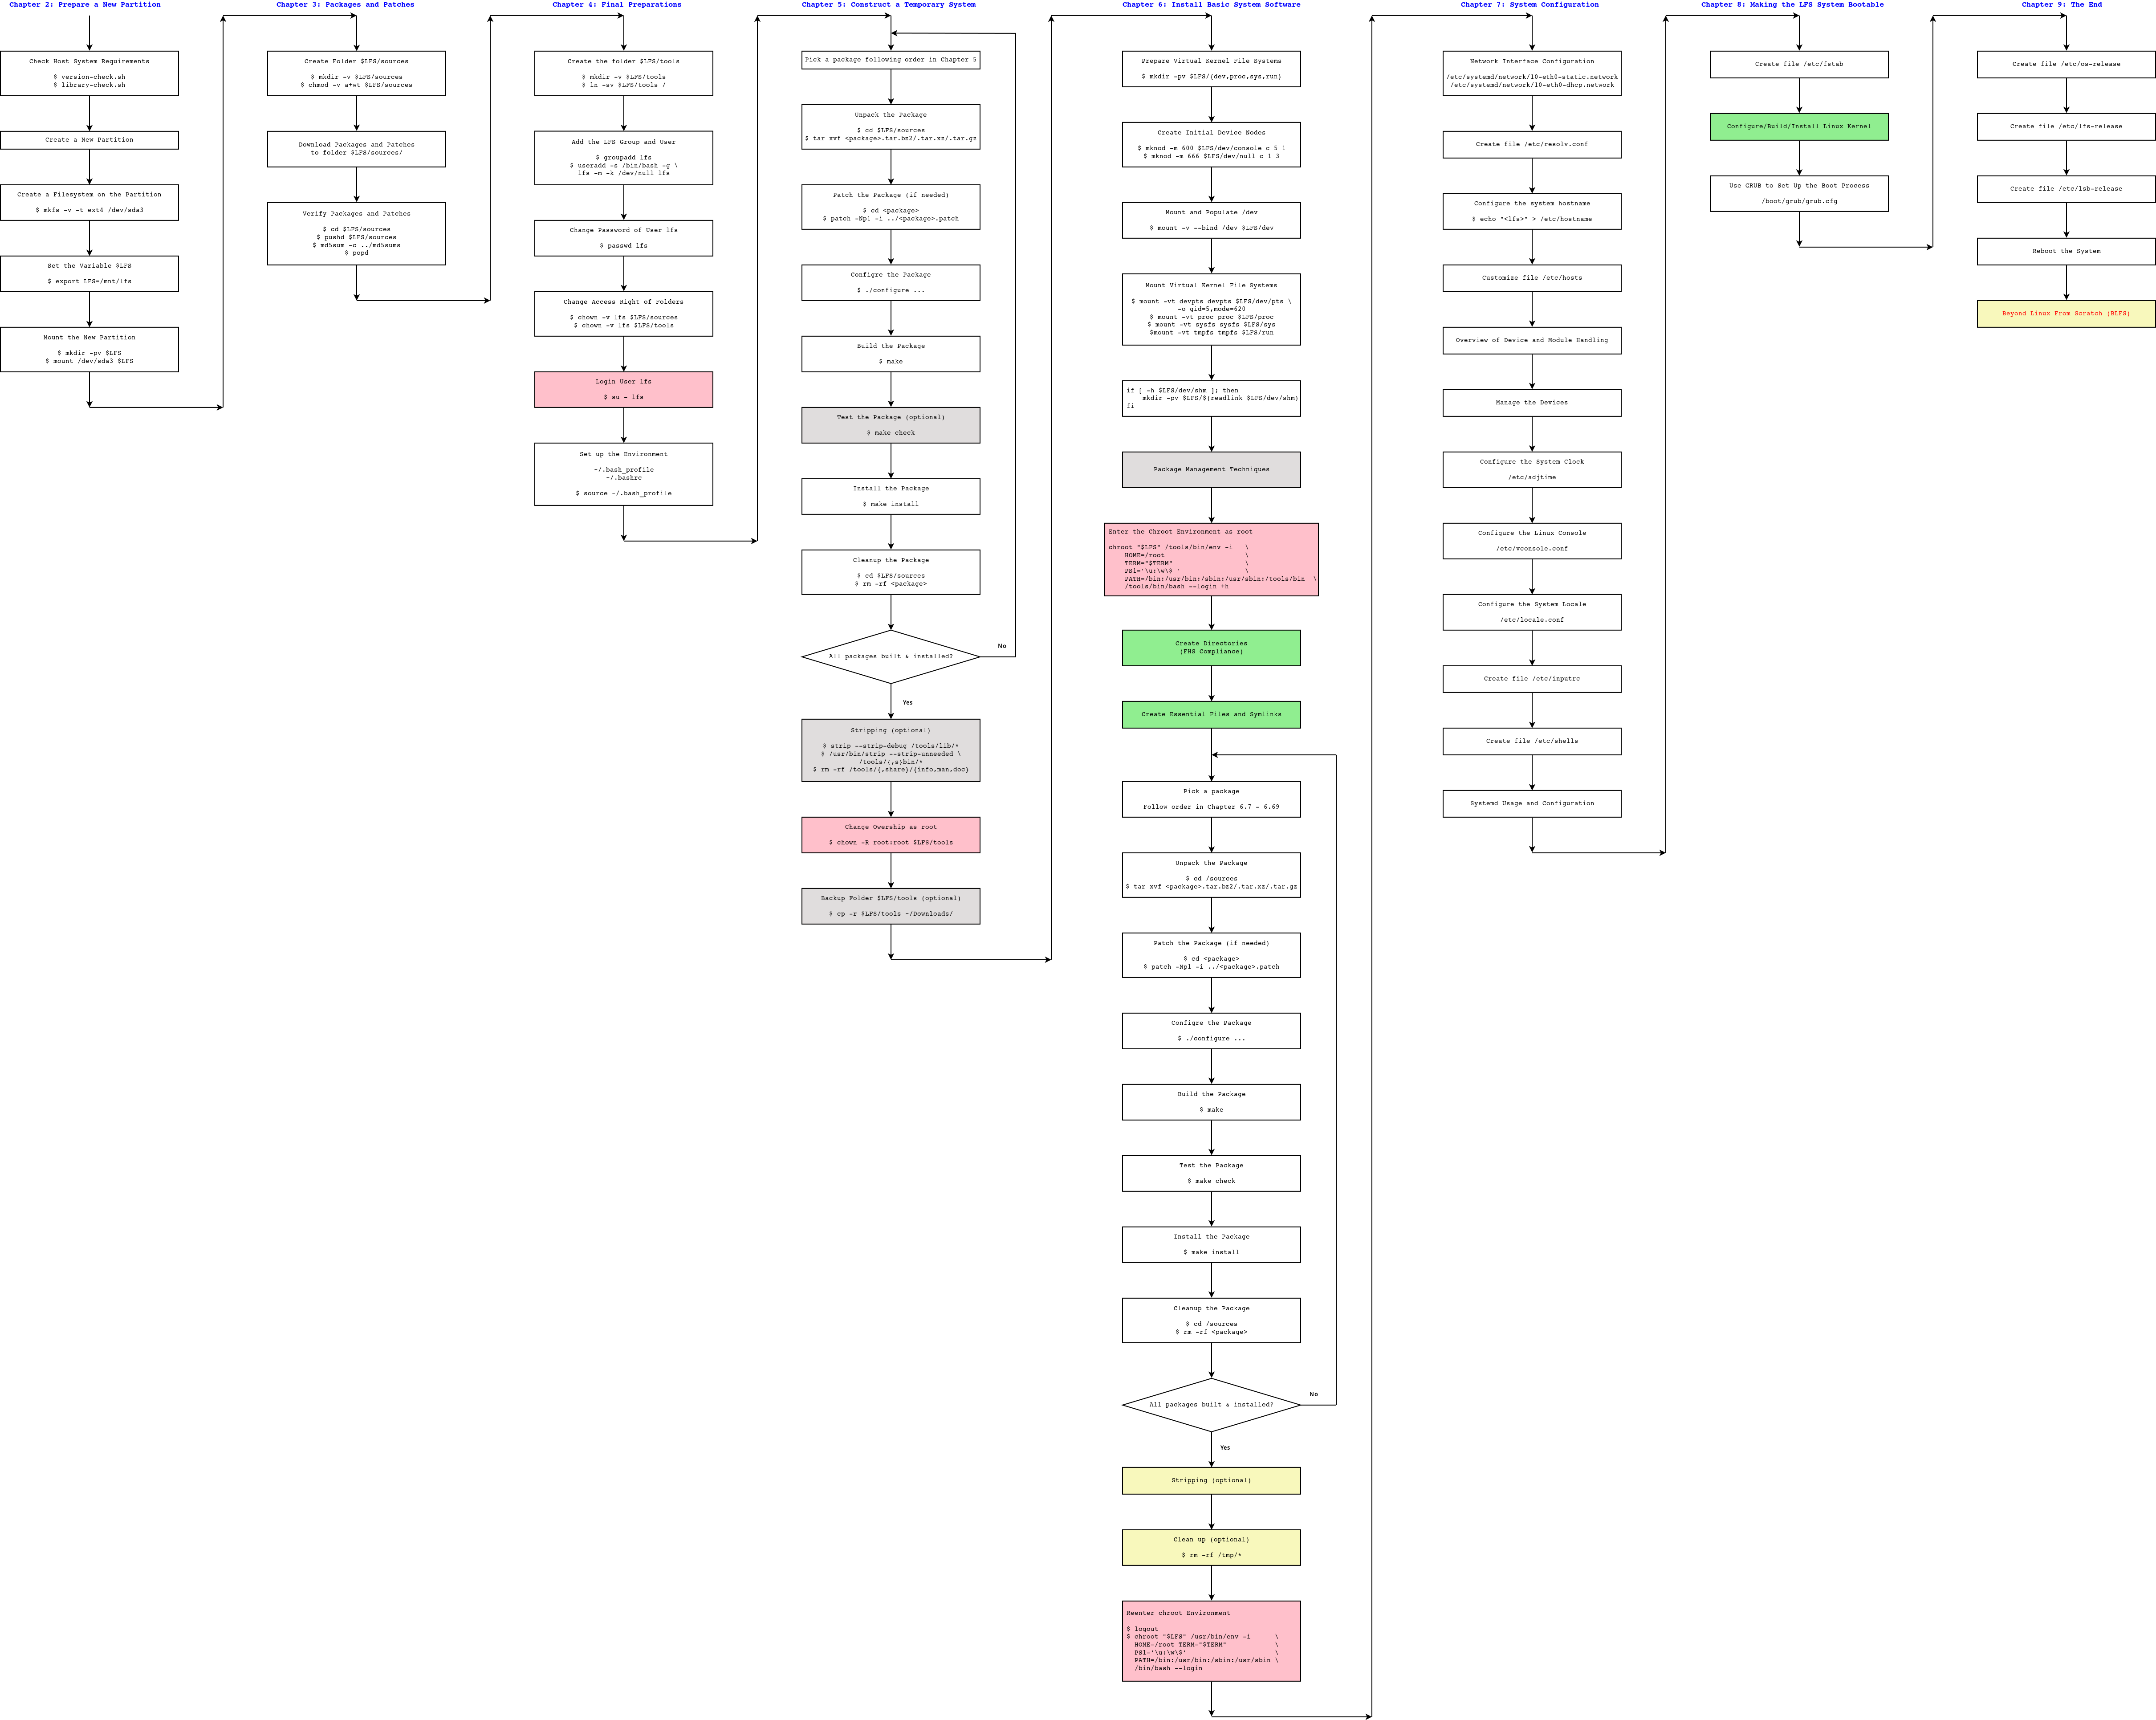 Chapter 2: Prepare a New Partition
Check Host System Requirements
$ version-check.sh
$ library-check.sh
Create a New Partition
Create a Filesystem on the Partition
$ mkfs -v -t ext4 /dev/sda3
Set the Variable $LFS
$ export LFS=/mnt/lfs
Mount the New Partition
$ mkdir -pv $LFS
$ mount /dev/sda3 $LFS
Chapter 3: Packages and Patches
Create Folder $LFS/sources
$ mkdir -v $LFS/sources
$ chmod -v a+wt $LFS/sources
Download Packages and Patches
to folder $LFS/sources/
Verify Packages and Patches
$ cd $LFS/sources
$ pushd $LFS/sources
$ md5sum -c ../md5sums
$ popd
Chapter 4: Final Preparations
Create the folder $LFS/tools
$ mkdir -v $LFS/tools
$ ln -sv $LFS/tools /
Add the LFS Group and User
$ groupadd lfs
$ useradd -s /bin/bash -g \
lfs -m -k /dev/null lfs
Change Password of User lfs
$ passwd lfs
Change Access Right of Folders
$ chown -v lfs $LFS/sources
$ chown -v lfs $LFS/tools
Login User lfs
$ su - lfs
Set up the Environment
~/.bash_profile
~/.bashrc
$ source ~/.bash_profile
Chapter 5: Construct a Temporary System
Pick a package following order in Chapter 5
Unpack the Package
$ cd $LFS/sources
$ tar xvf <package>.tar.bz2/.tar.xz/.tar.gz
Patch the Package (if needed)
$ cd <package>
$ patch -Np1 -i ../<package>.patch
Configre the Package
$ ./configure ...
Build the Package
$ make
Test the Package (optional)
$ make check
Install the Package
$ make install
Cleanup the Package
$ cd $LFS/sources
$ rm -rf <package>
All packages built & installed?
No
Yes
Stripping (optional)
$ strip --strip-debug /tools/lib/*
$ /usr/bin/strip --strip-unneeded \
/tools/{,s}bin/*
$ rm -rf /tools/{,share}/{info,man,doc}
Change Owership as root
$ chown -R root:root $LFS/tools
Backup Folder $LFS/tools (optional)
$ cp -r $LFS/tools ~/Downloads/
Chapter 6: Install Basic System Software
Prepare Virtual Kernel File Systems
$ mkdir -pv $LFS/{dev,proc,sys,run}
Create Initial Device Nodes
$ mknod -m 600 $LFS/dev/console c 5 1
$ mknod -m 666 $LFS/dev/null c 1 3
Mount and Populate /dev
$ mount -v --bind /dev $LFS/dev
Mount Virtual Kernel File Systems
$ mount -vt devpts devpts $LFS/dev/pts \
-o gid=5,mode=620
$ mount -vt proc proc $LFS/proc
$ mount -vt sysfs sysfs $LFS/sys
$mount -vt tmpfs tmpfs $LFS/run
if [ -h $LFS/dev/shm ]; then
mkdir -pv $LFS/$(readlink $LFS/dev/shm)
fi
Package Management Techniques
Enter the Chroot Environment as root
chroot "$LFS" /tools/bin/env -i \
HOME=/root \
TERM="$TERM" \
PS1='\u:\w\$ ' \
PATH=/bin:/usr/bin:/sbin:/usr/sbin:/tools/bin \
/tools/bin/bash --login +h
Create Directories
(FHS Compliance)
Create Essential Files and Symlinks
Pick a package
Follow order in Chapter 6.7 - 6.69
Unpack the Package
$ cd /sources
$ tar xvf <package>.tar.bz2/.tar.xz/.tar.gz
Patch the Package (if needed)
$ cd <package>
$ patch -Np1 -i ../<package>.patch
Configre the Package
$ ./configure ...
Build the Package
$ make
Test the Package
$ make check
Install the Package
$ make install
Cleanup the Package
$ cd /sources
$ rm -rf <package>
All packages built & installed?
No
Yes
Stripping (optional)
Clean up (optional)
$ rm -rf /tmp/*
Reenter chroot Environment
$ logout
$ chroot "$LFS" /usr/bin/env -i \
HOME=/root TERM="$TERM" \
PS1='\u:\w\$' \
PATH=/bin:/usr/bin:/sbin:/usr/sbin \
/bin/bash --login
Chapter 7: System Configuration
Network Interface Configuration
/etc/systemd/network/10-eth0-static.network
/etc/systemd/network/10-eth0-dhcp.network
Create file /etc/resolv.conf
Configure the system hostname
$ echo "<lfs>" > /etc/hostname
Customize file /etc/hosts
Overview of Device and Module Handling
Manage the Devices
Configure the System Clock
/etc/adjtime
Configure the Linux Console
/etc/vconsole.conf
Configure the System Locale
/etc/locale.conf
Create file /etc/inputrc
Create file /etc/shells
Systemd Usage and Configuration
Chapter 8: Making the LFS System Bootable
Create file /etc/fstab
Configure/Build/Install Linux Kernel
Use GRUB to Set Up the Boot Process
/boot/grub/grub.cfg
Chapter 9: The End
Create file /etc/os-release
Create file /etc/lfs-release
Create file /etc/lsb-release
Reboot the System
Beyond Linux From Scratch (BLFS)